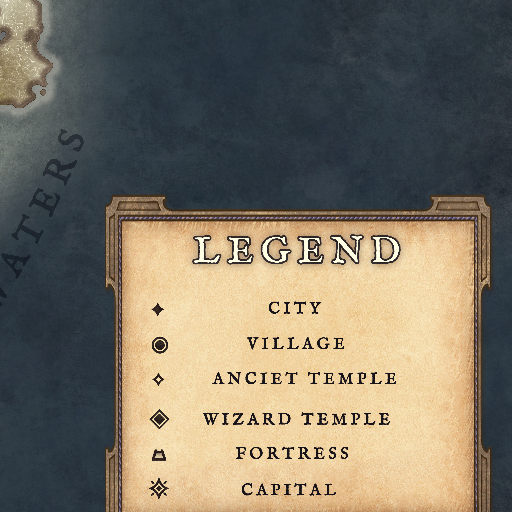 WATERS
LEGEND
CITY
VILLAGE
ANCIET TEMPLE
WIZARD TEMPLE
FORTRESS
CAPITAL